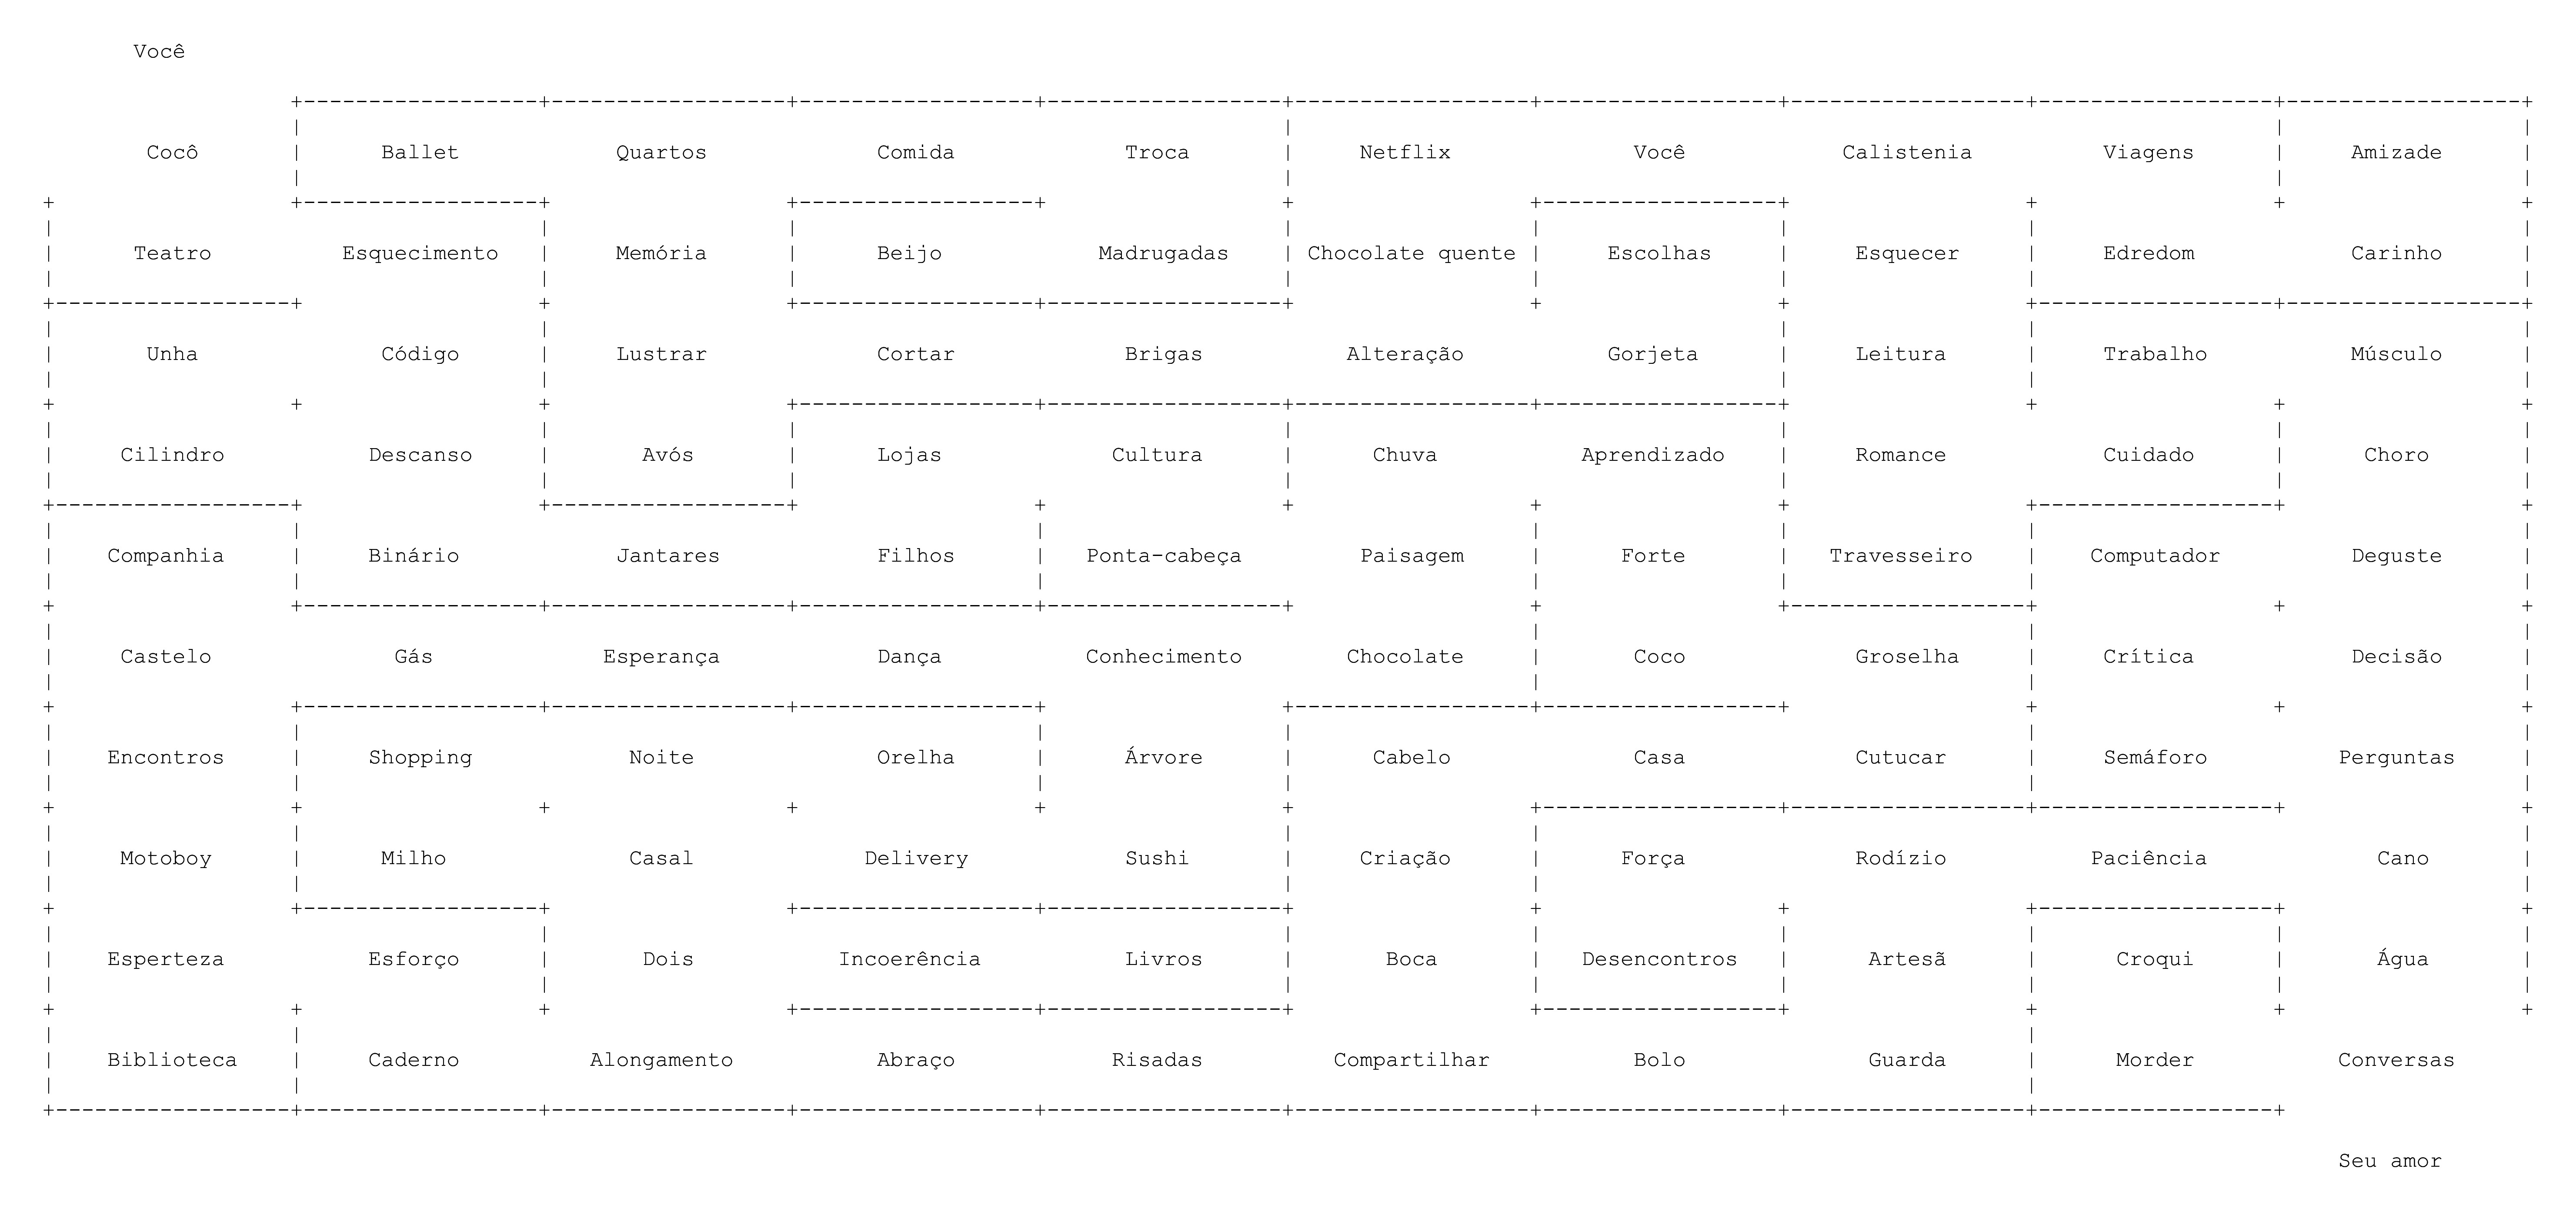 Você
Cocô Ballet Quartos Comida Troca Netflix Você Calistenia Viagens Amizade
Teatro Esquecimento Memória Beijo Madrugadas Chocolate quente Escolhas Esquecer Edredom Carinho
Unha Código Lustrar Cortar Brigas Alteração Gorjeta Leitura Trabalho Músculo
Cilindro Descanso Avós Lojas Cultura Chuva Aprendizado Romance Cuidado Choro
Companhia Binário Jantares Filhos Ponta-cabeça Paisagem Forte Travesseiro Computador Deguste
Castelo Gás Esperança Dança Conhecimento Chocolate Coco Groselha Crítica Decisão
Encontros Shopping Noite Orelha Árvore Cabelo Casa Cutucar Semáforo Perguntas
Motoboy Milho Casal Delivery Sushi Criação Força Rodízio Paciência Cano
Esperteza Esforço Dois Incoerência Livros Boca Desencontros Artesã Croqui Água
Biblioteca Caderno Alongamento Abraço Risadas Compartilhar Bolo Guarda Morder Conversas
Seu amor